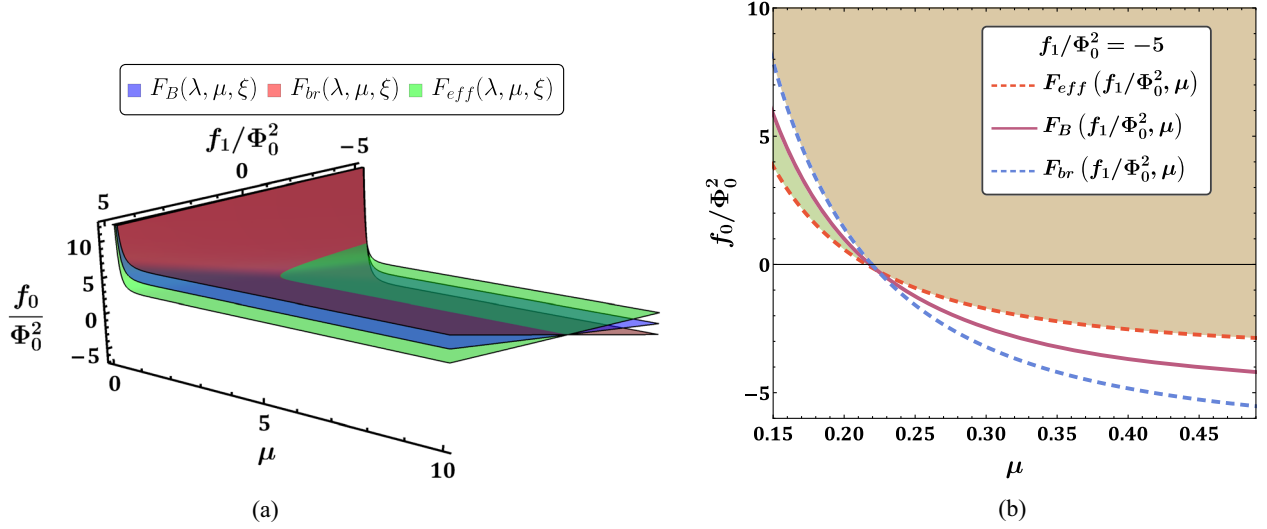 F_B(λ, μ, ξ) F_br(λ, μ, ξ) F_eff(λ, μ, ξ)
f_1/Φ_0^2
5 0 −5
10
5
0
−5
f_0/Φ_0^2
0 5 10
μ
(a)
10
5
0
−5
f_0/Φ_0^2
f_1/Φ_0^2 = −5
F_eff (f_1/Φ_0^2, μ)
F_B (f_1/Φ_0^2, μ)
F_br (f_1/Φ_0^2, μ)
0.15 0.20 0.25 0.30 0.35 0.40 0.45
μ
(b)